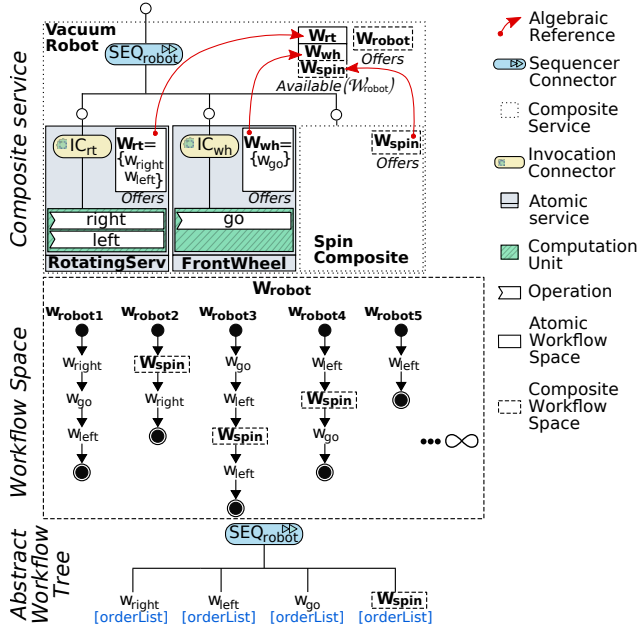 Composite service
Vacuum
Robot
SEQrobot
Wrt
Wwh
Wspin
Available (𝒲robot)
Wrobot
Offers
ICrt
Wrt=
{wright
wleft}
Offers
right
left
RotatingServ
ICwh
Wwh=
{wgo}
Offers
go
FrontWheel
Wspin
Offers
Spin
Composite
Workflow Space
Wrobot
wrobot1
wright
wgo
wleft
wrobot2
Wspin
wright
wrobot3
wgo
wleft
Wspin
wleft
wrobot4
wleft
Wspin
wgo
wrobot5
wleft
•••∞
Abstract
Workflow
Tree
SEQrobot
wright
[orderList]
wleft
[orderList]
wgo
[orderList]
Wspin
[orderList]
Algebraic
Reference
Sequencer
Connector
Composite
Service
Invocation
Connector
Atomic
service
Computation
Unit
Operation
Atomic
Workflow
Space
Composite
Workflow
Space